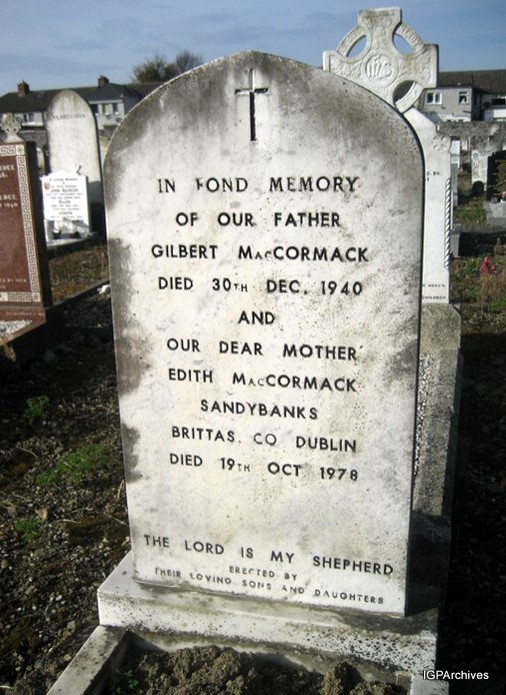 IN FOND MEMORY
OF OUR FATHER
GILBERT MacCORMACK
DIED 30TH DEC. 1940
AND
OUR DEAR MOTHER
EDITH MacCORMACK
SANDYBANKS
BRITTAS. CO DUBLIN
DIED 19TH OCT 1978
THE LORD IS MY SHEPHERD
ERECTED BY
THEIR LOVING SONS AND DAUGHTERS
IHS
CHILDREN
IGPArchives